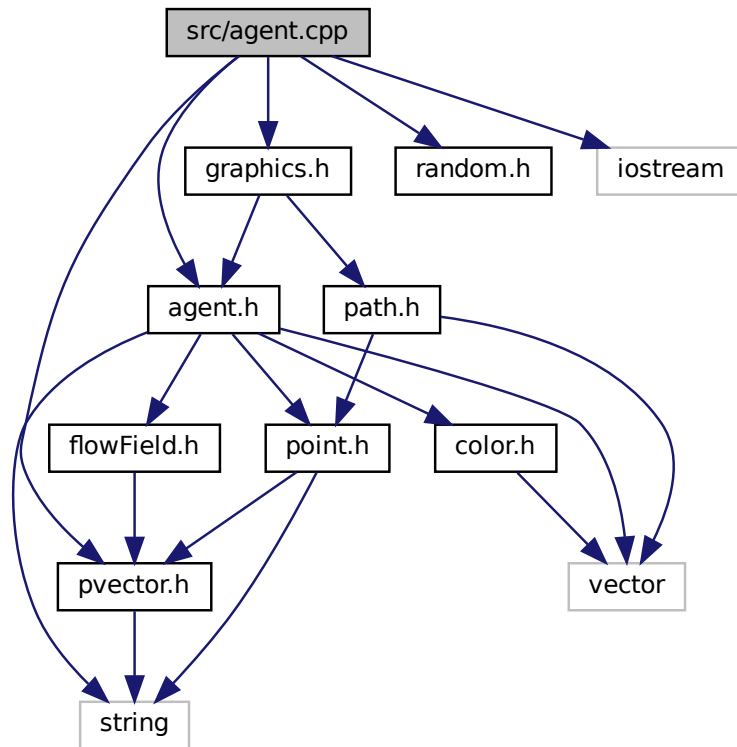 src/agent.cpp
graphics.h
random.h
iostream
agent.h
path.h
flowField.h
point.h
color.h
pvector.h
vector
string